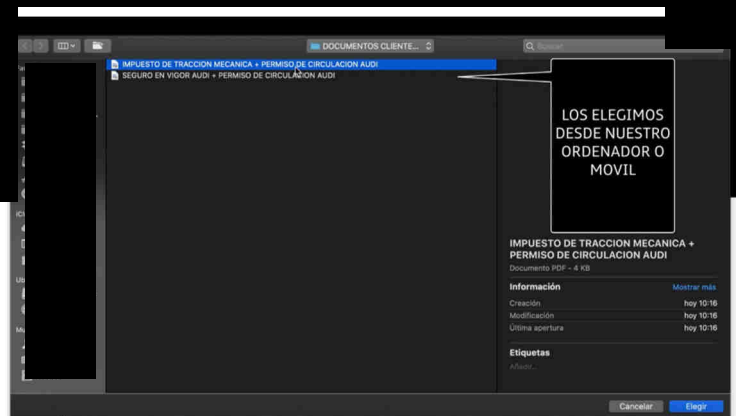 DOCUMENTOS CLIENTE...
Buscar
IMPUESTO DE TRACCION MECANICA + PERMISO DE CIRCULACION AUDI
SEGURO EN VIGOR AUDI + PERMISO DE CIRCULACION AUDI
LOS ELEGIMOS
DESDE NUESTRO
ORDENADOR O
MOVIL
IMPUESTO DE TRACCION MECANICA +
PERMISO DE CIRCULACION AUDI
Documento PDF - 4 KB
Información
Mostrar más
Creación hoy 10:16
Modificación hoy 10:16
Última apertura hoy 10:16
Etiquetas
Añadir...
Cancelar
Elegir